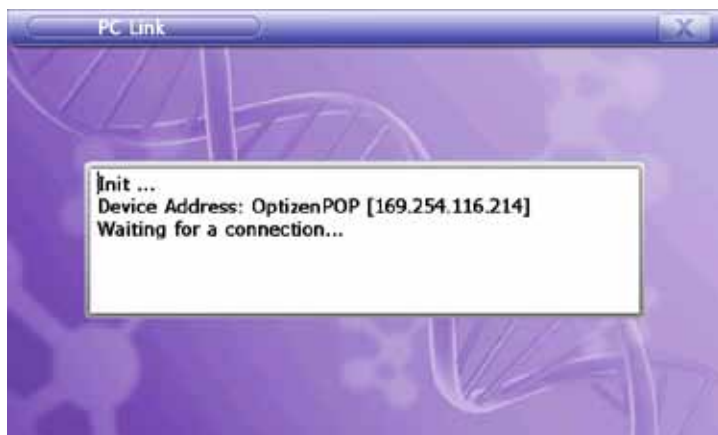 PC Link
X
Init ...
Device Address: OptizenPOP [169.254.116.214]
Waiting for a connection...